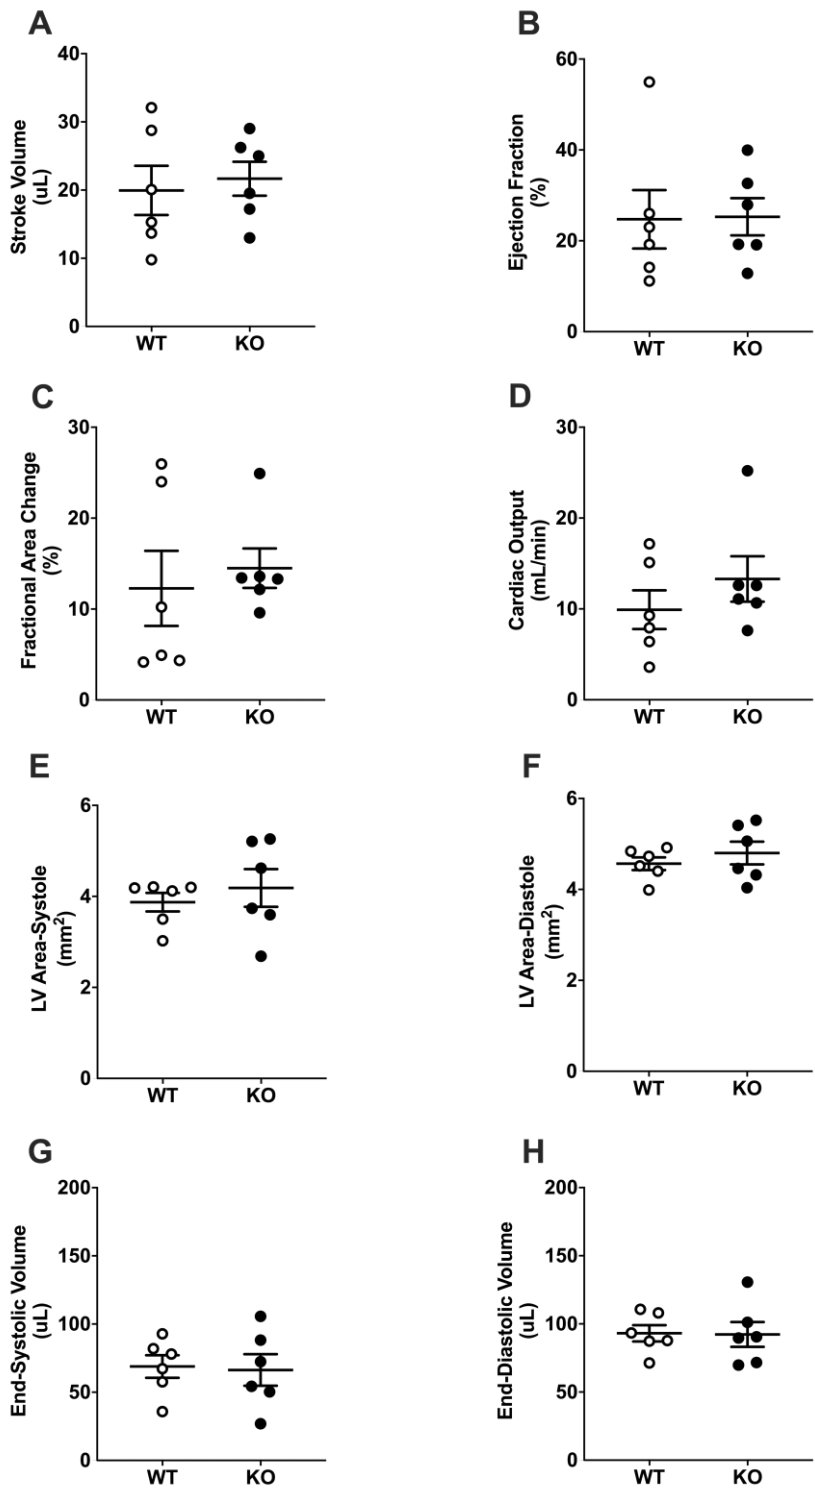 A
Stroke Volume
(uL)
40
30
20
10
0
WT
KO
B
Ejection Fraction
(%)
60
40
20
0
WT
KO
C
Fractional Area Change
(%)
30
20
10
0
WT
KO
D
Cardiac Output
(mL/min)
30
20
10
0
WT
KO
E
LV Area-Systole
(mm²)
6
4
2
0
WT
KO
F
LV Area-Diastole
(mm²)
6
4
2
0
WT
KO
G
End-Systolic Volume
(uL)
200
150
100
50
0
WT
KO
H
End-Diastolic Volume
(uL)
200
150
100
50
0
WT
KO